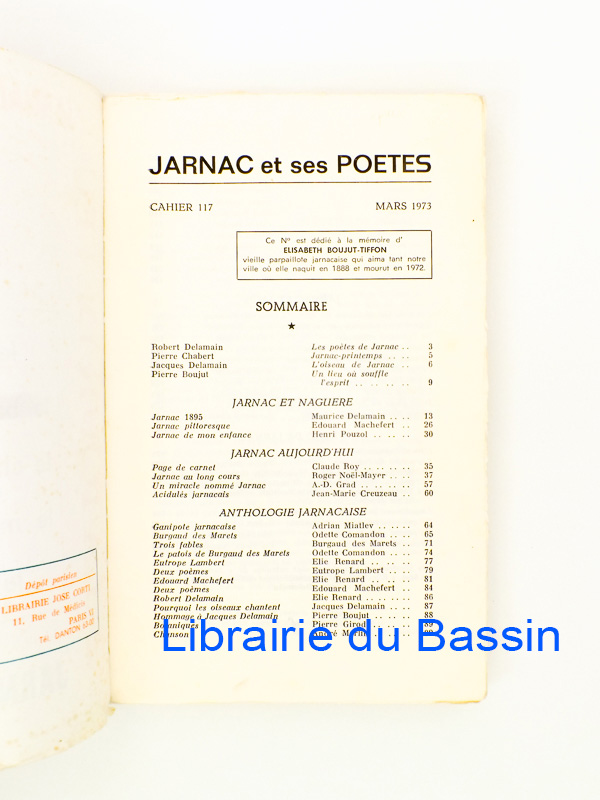 JARNAC et ses POETES
CAHIER 117 MARS 1973
Ce N° est dédié à la mémoire d'
ELISABETH BOUJUT-TIFFON
vieille parpaillote jarnacaise qui aima tant notre
ville où elle naquit en 1888 et mourut en 1972.
SOMMAIRE
★
Robert Delamain Les poètes de Jarnac .. 3
Pierre Chabert Jarnac-printemps .. .. 5
Jacques Delamain L'oiseau de Jarnac .. 6
Pierre Boujut Un lieu où souffle
l'esprit .. .. .. .. 9
JARNAC ET NAGUERE
Jarnac 1895 Maurice Delamain .. .. 13
Jarnac pittoresque Edouard Machefert .. 26
Jarnac de mon enfance Henri Pouzol .. .. .. 30
JARNAC AUJOURD'HUI
Page de carnet Claude Roy .. .. .. .. 35
Jarnac au long cours Roger Noël-Mayer .. .. 37
Un miracle nommé Jarnac A.-D. Grad .. .. .. .. 57
Acidulés jarnacais Jean-Marie Creuzeau .. 60
ANTHOLOGIE JARNACAISE
Ganipote jarnacaise Adrian Miatlev .. .. .. 64
Burgaud des Marets Odette Comandon .. .. 65
Trois fables Burgaud des Marets .. 71
Le patois de Burgaud des Marets Odette Comandon .. .. 74
Eutrope Lambert Elie Renard .. .. .. 77
Deux poèmes Eutrope Lambert .. .. 79
Edouard Machefert Elie Renard .. .. .. 81
Deux poèmes Edouard Machefert .. 84
Robert Delamain Elie Renard .. .. .. 86
Pourquoi les oiseaux chantent Jacques Delamain .. .. 87
Hommage à Jacques Delamain Pierre Boujut .. .. .. 88
Botaniques Pierre Girod
Chanson André
Dépôt parisien
LIBRAIRIE JOSE CORTI
11, Rue de Médicis
PARIS VI
Tél. DANTON
Librairie du Bassin